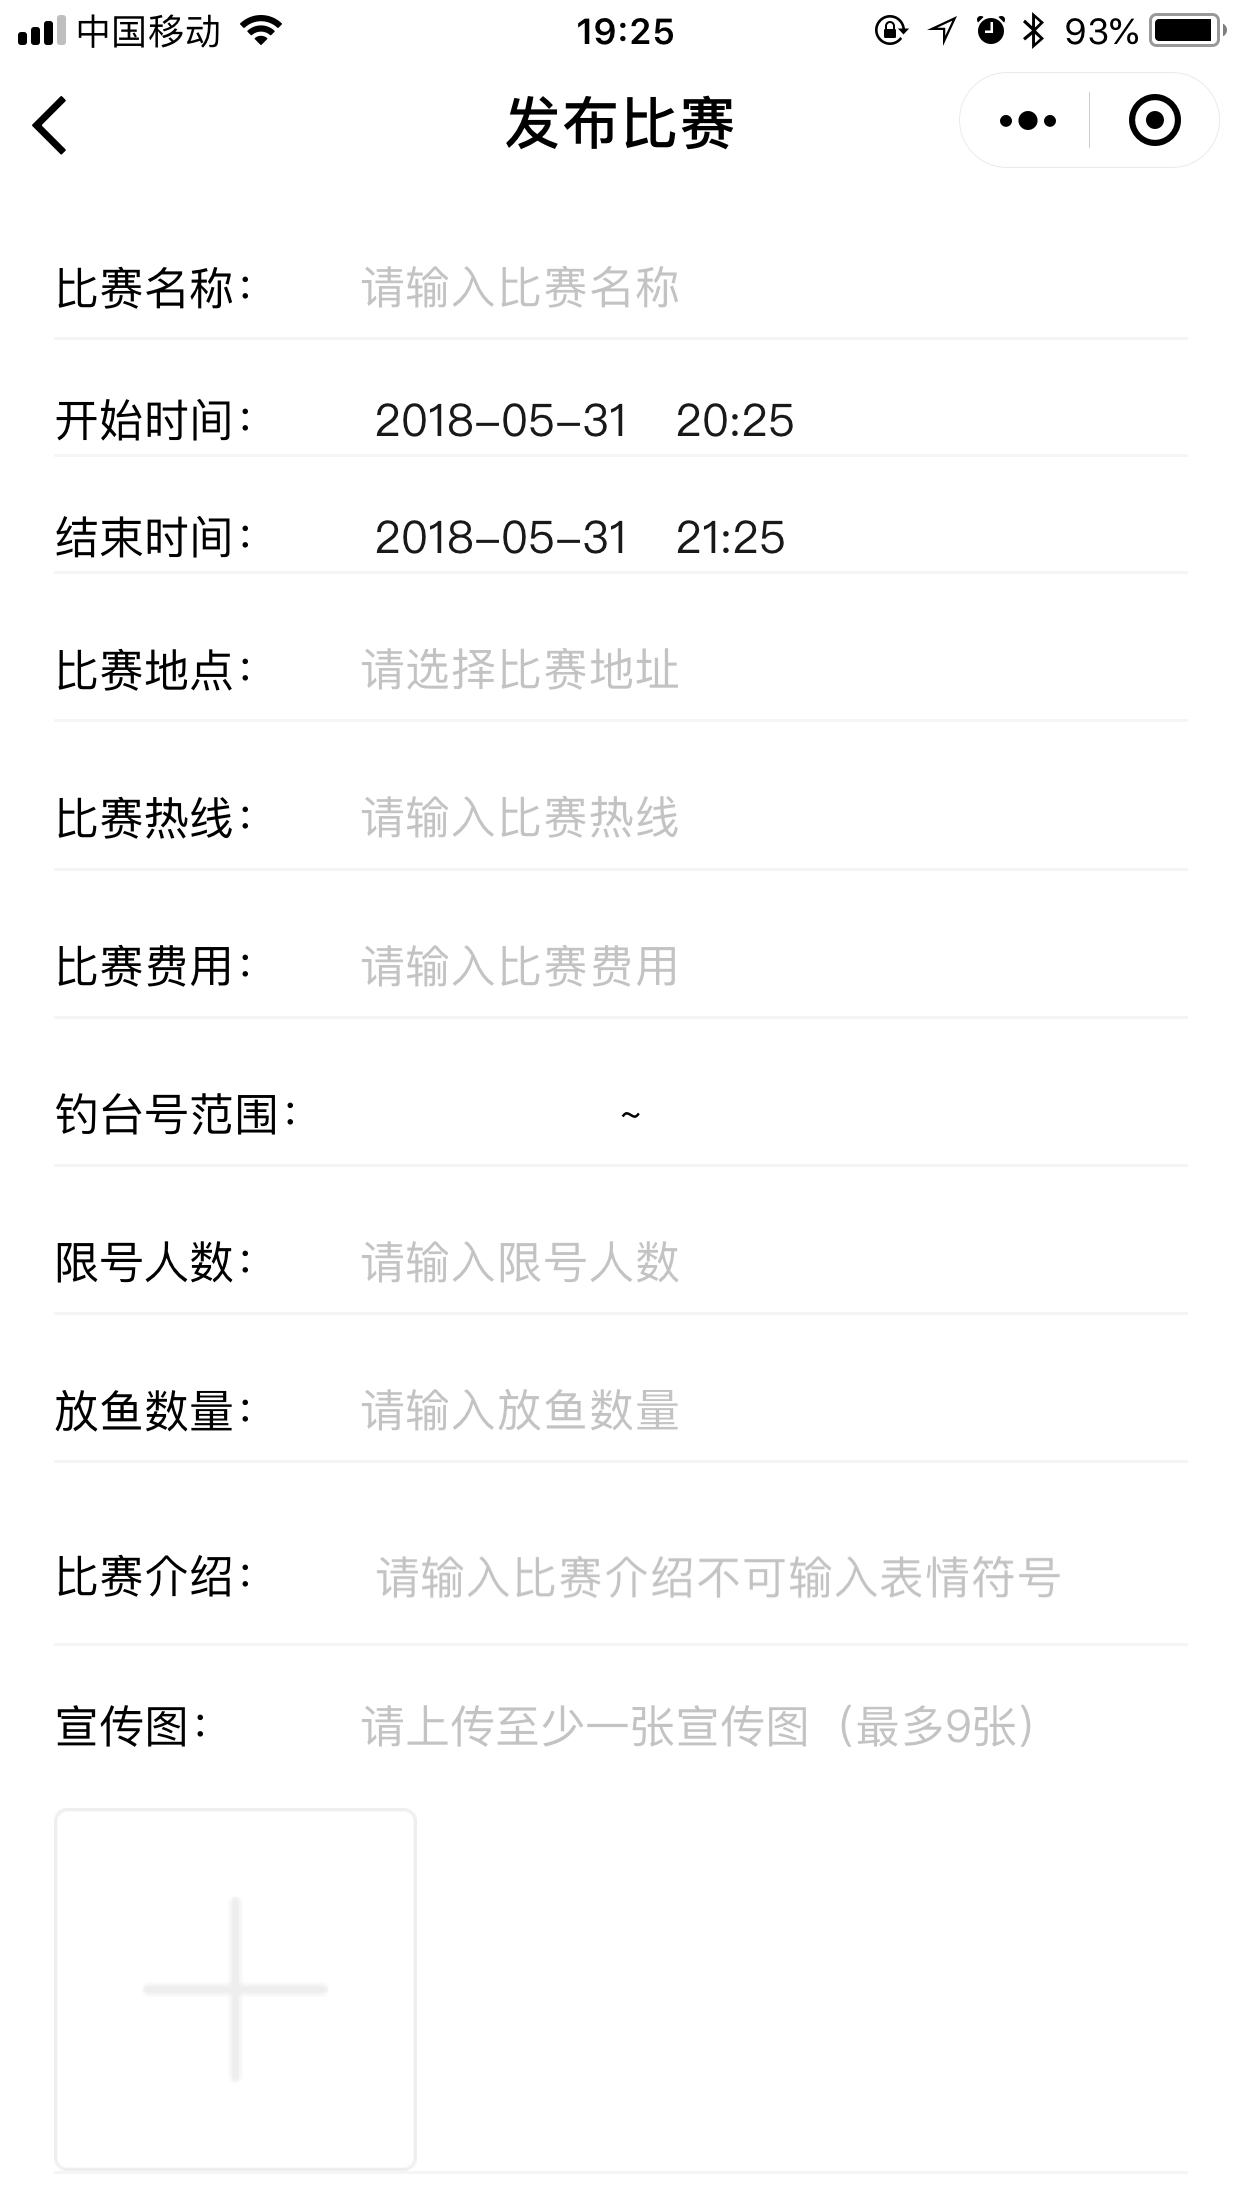 中国移动 19:25 93%
发布比赛
比赛名称： 请输入比赛名称
开始时间： 2018-05-31 20:25
结束时间： 2018-05-31 21:25
比赛地点： 请选择比赛地址
比赛热线： 请输入比赛热线
比赛费用： 请输入比赛费用
钓台号范围： ~
限号人数： 请输入限号人数
放鱼数量： 请输入放鱼数量
比赛介绍： 请输入比赛介绍不可输入表情符号
宣传图： 请上传至少一张宣传图（最多9张）